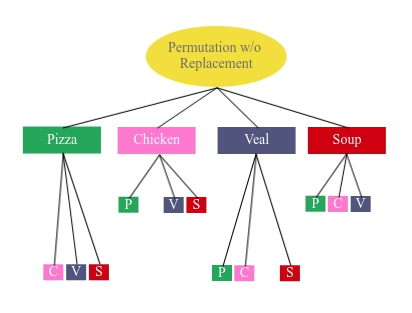 Permutation w/o
Replacement
Pizza Chicken Veal Soup
P V S P C V
C V S P C S